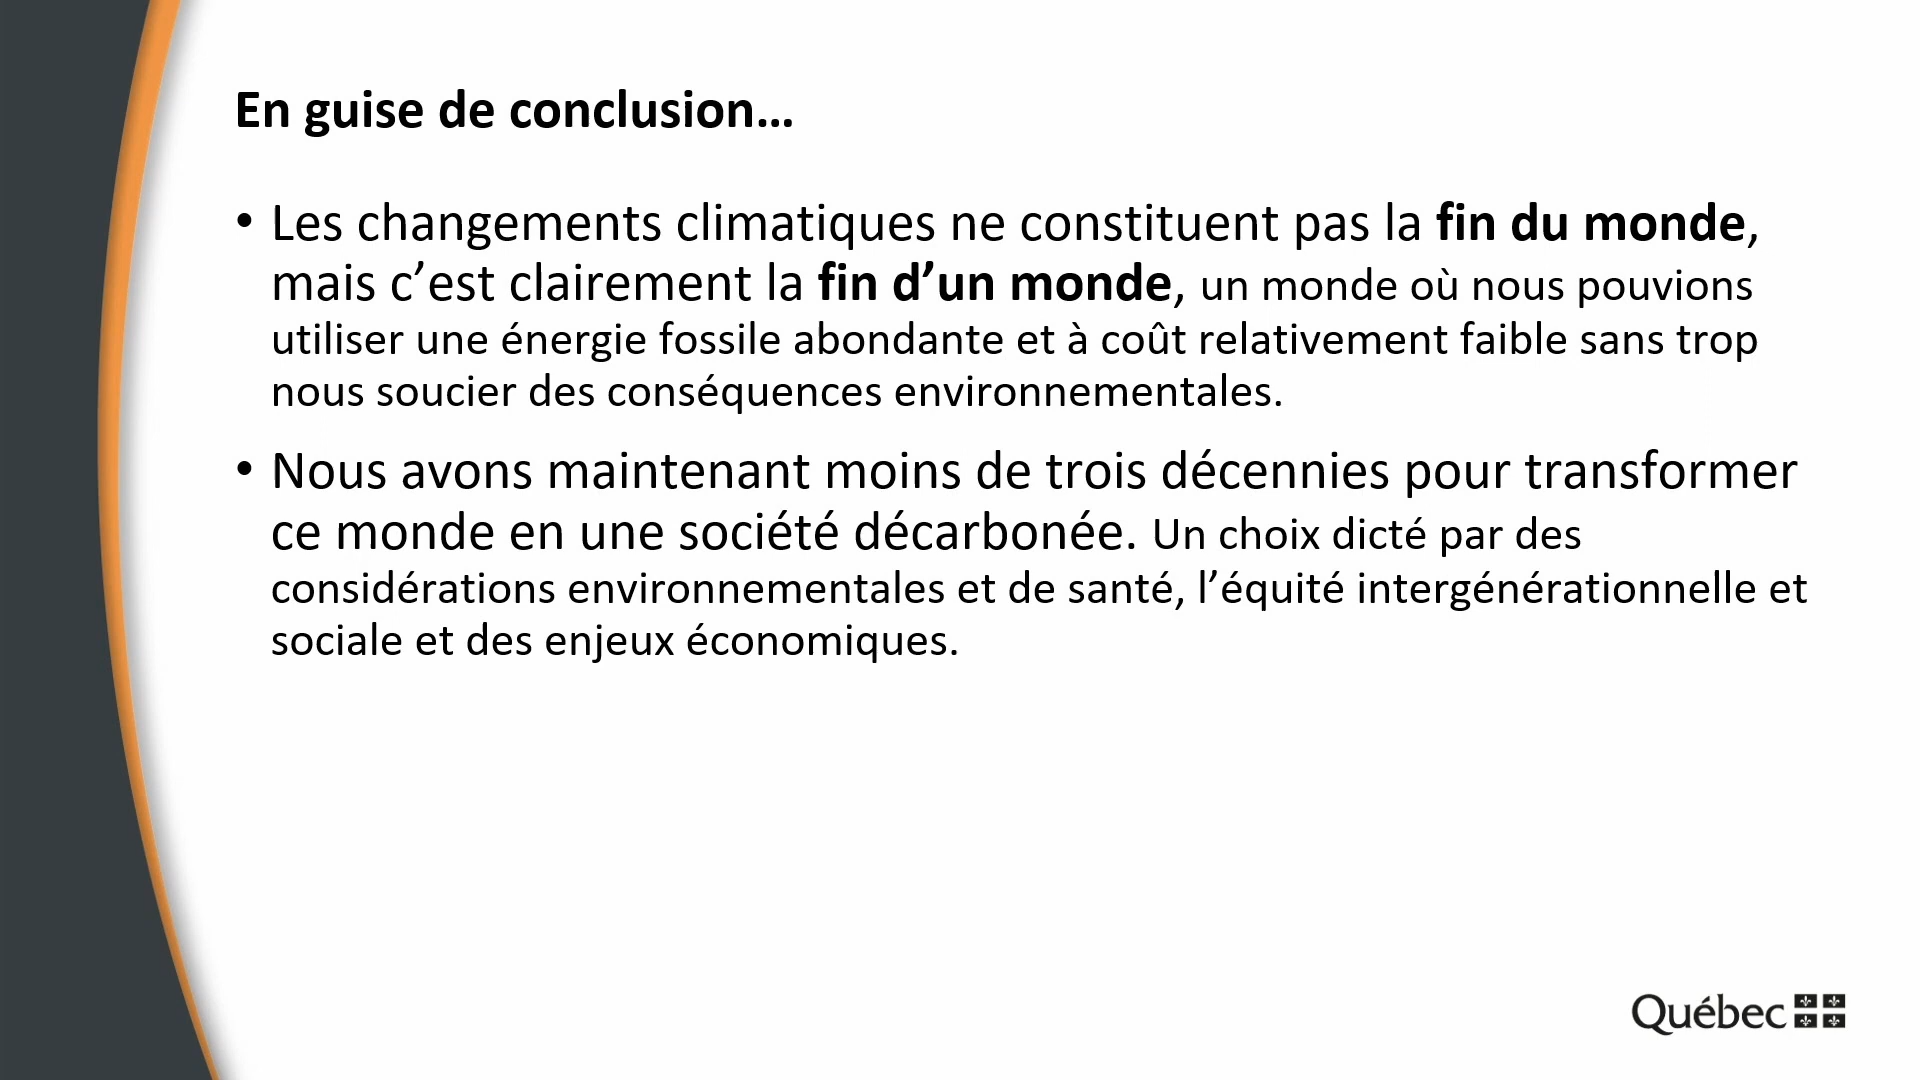 En guise de conclusion…
• Les changements climatiques ne constituent pas la fin du monde,
mais c’est clairement la fin d’un monde, un monde où nous pouvions
utiliser une énergie fossile abondante et à coût relativement faible sans trop
nous soucier des conséquences environnementales.
• Nous avons maintenant moins de trois décennies pour transformer
ce monde en une société décarbonée. Un choix dicté par des
considérations environnementales et de santé, l’équité intergénérationnelle et
sociale et des enjeux économiques.
Québec